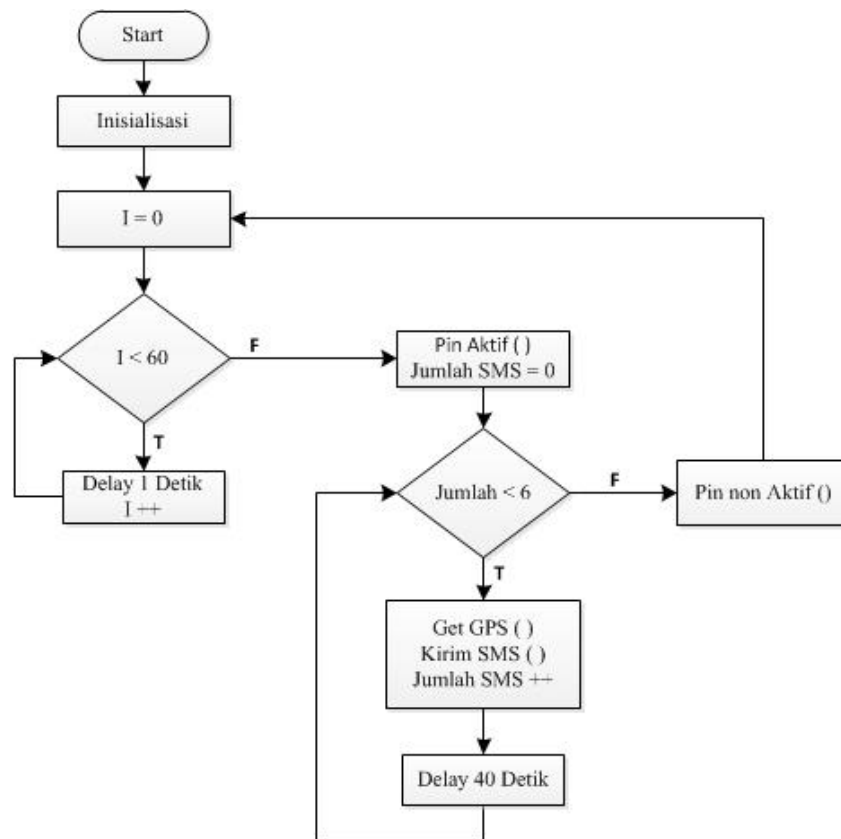 Start
Inisialisasi
I = 0
I < 60
F
T
Delay 1 Detik
I ++
Pin Aktif ( )
Jumlah SMS = 0
Jumlah < 6
F
Pin non Aktif ()
T
Get GPS ( )
Kirim SMS ( )
Jumlah SMS ++
Delay 40 Detik